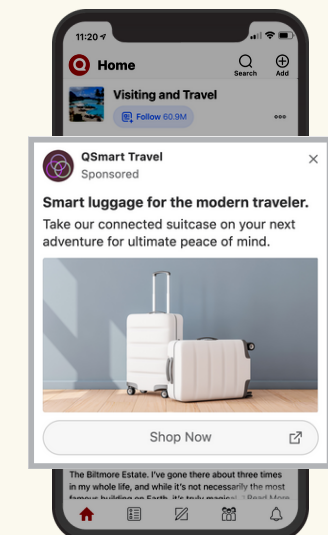 11:20
Home
Search
Add
Visiting and Travel
Follow 60.9M
QSmart Travel
Sponsored
Smart luggage for the modern traveler.
Take our connected suitcase on your next
adventure for ultimate peace of mind.
Shop Now
The Biltmore Estate. I've gone there about three times
in my whole life, and while it's not necessarily the most
famous building on Earth, it's truly magical. Read More